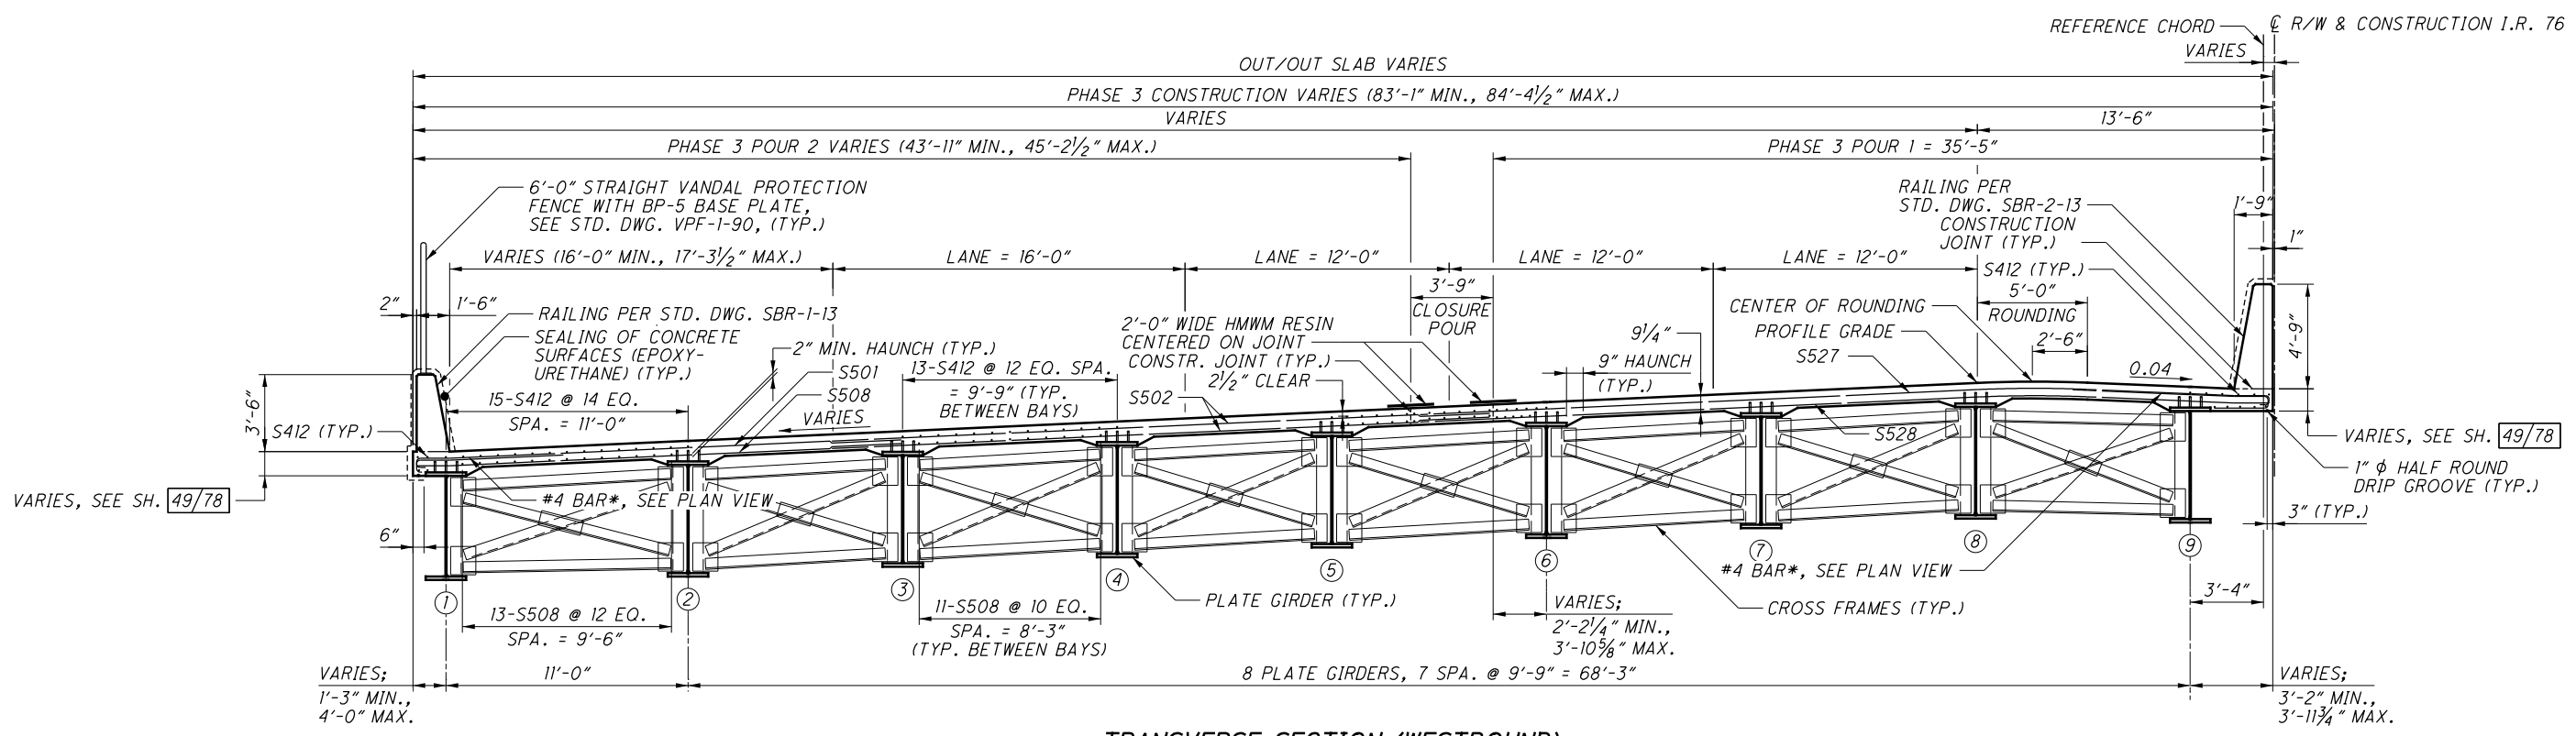 REFERENCE CHORD
℄ R/W & CONSTRUCTION I.R. 76
VARIES
OUT/OUT SLAB VARIES
PHASE 3 CONSTRUCTION VARIES (83'-1" MIN., 84'-4½" MAX.)
VARIES
13'-6"
PHASE 3 POUR 2 VARIES (43'-11" MIN., 45'-2½" MAX.)
PHASE 3 POUR 1 = 35'-5"
6'-0" STRAIGHT VANDAL PROTECTION
FENCE WITH BP-5 BASE PLATE,
SEE STD. DWG. VPF-1-90, (TYP.)
RAILING PER
STD. DWG. SBR-2-13
1'-9"
CONSTRUCTION
JOINT (TYP.)
1"
VARIES (16'-0" MIN., 17'-3½" MAX.)
LANE = 16'-0"
LANE = 12'-0"
LANE = 12'-0"
LANE = 12'-0"
S412 (TYP.)
2"
1'-6"
RAILING PER STD. DWG. SBR-1-13
SEALING OF CONCRETE
SURFACES (EPOXY-
URETHANE) (TYP.)
3'-9"
CLOSURE
POUR
CENTER OF ROUNDING
5'-0"
ROUNDING
PROFILE GRADE
2'-6"
4'-9"
2'-0" WIDE HMWM RESIN
CENTERED ON JOINT
CONSTR. JOINT (TYP.)
2½" CLEAR
9¼"
9" HAUNCH
(TYP.)
S527
0.04
2" MIN. HAUNCH (TYP.)
S501
S508
VARIES
13-S412 @ 12 EQ. SPA.
= 9'-9" (TYP.
BETWEEN BAYS)
S502
3'-6"
15-S412 @ 14 EQ.
SPA. = 11'-0"
S412 (TYP.)
S528
VARIES, SEE SH. 49/78
1" ϕ HALF ROUND
DRIP GROOVE (TYP.)
VARIES, SEE SH. 49/78
#4 BAR*, SEE PLAN VIEW
3" (TYP.)
6"
1
2
3
4
5
6
7
8
9
#4 BAR*, SEE PLAN VIEW
3'-4"
PLATE GIRDER (TYP.)
CROSS FRAMES (TYP.)
13-S508 @ 12 EQ.
SPA. = 9'-6"
11-S508 @ 10 EQ.
SPA. = 8'-3"
(TYP. BETWEEN BAYS)
VARIES;
2'-2¼" MIN.,
3'-10⅝" MAX.
VARIES;
1'-3" MIN.,
4'-0" MAX.
11'-0"
8 PLATE GIRDERS, 7 SPA. @ 9'-9" = 68'-3"
VARIES;
3'-2" MIN.,
3'-11¾" MAX.
TRANSVERSE SECTION (WESTBOUND)